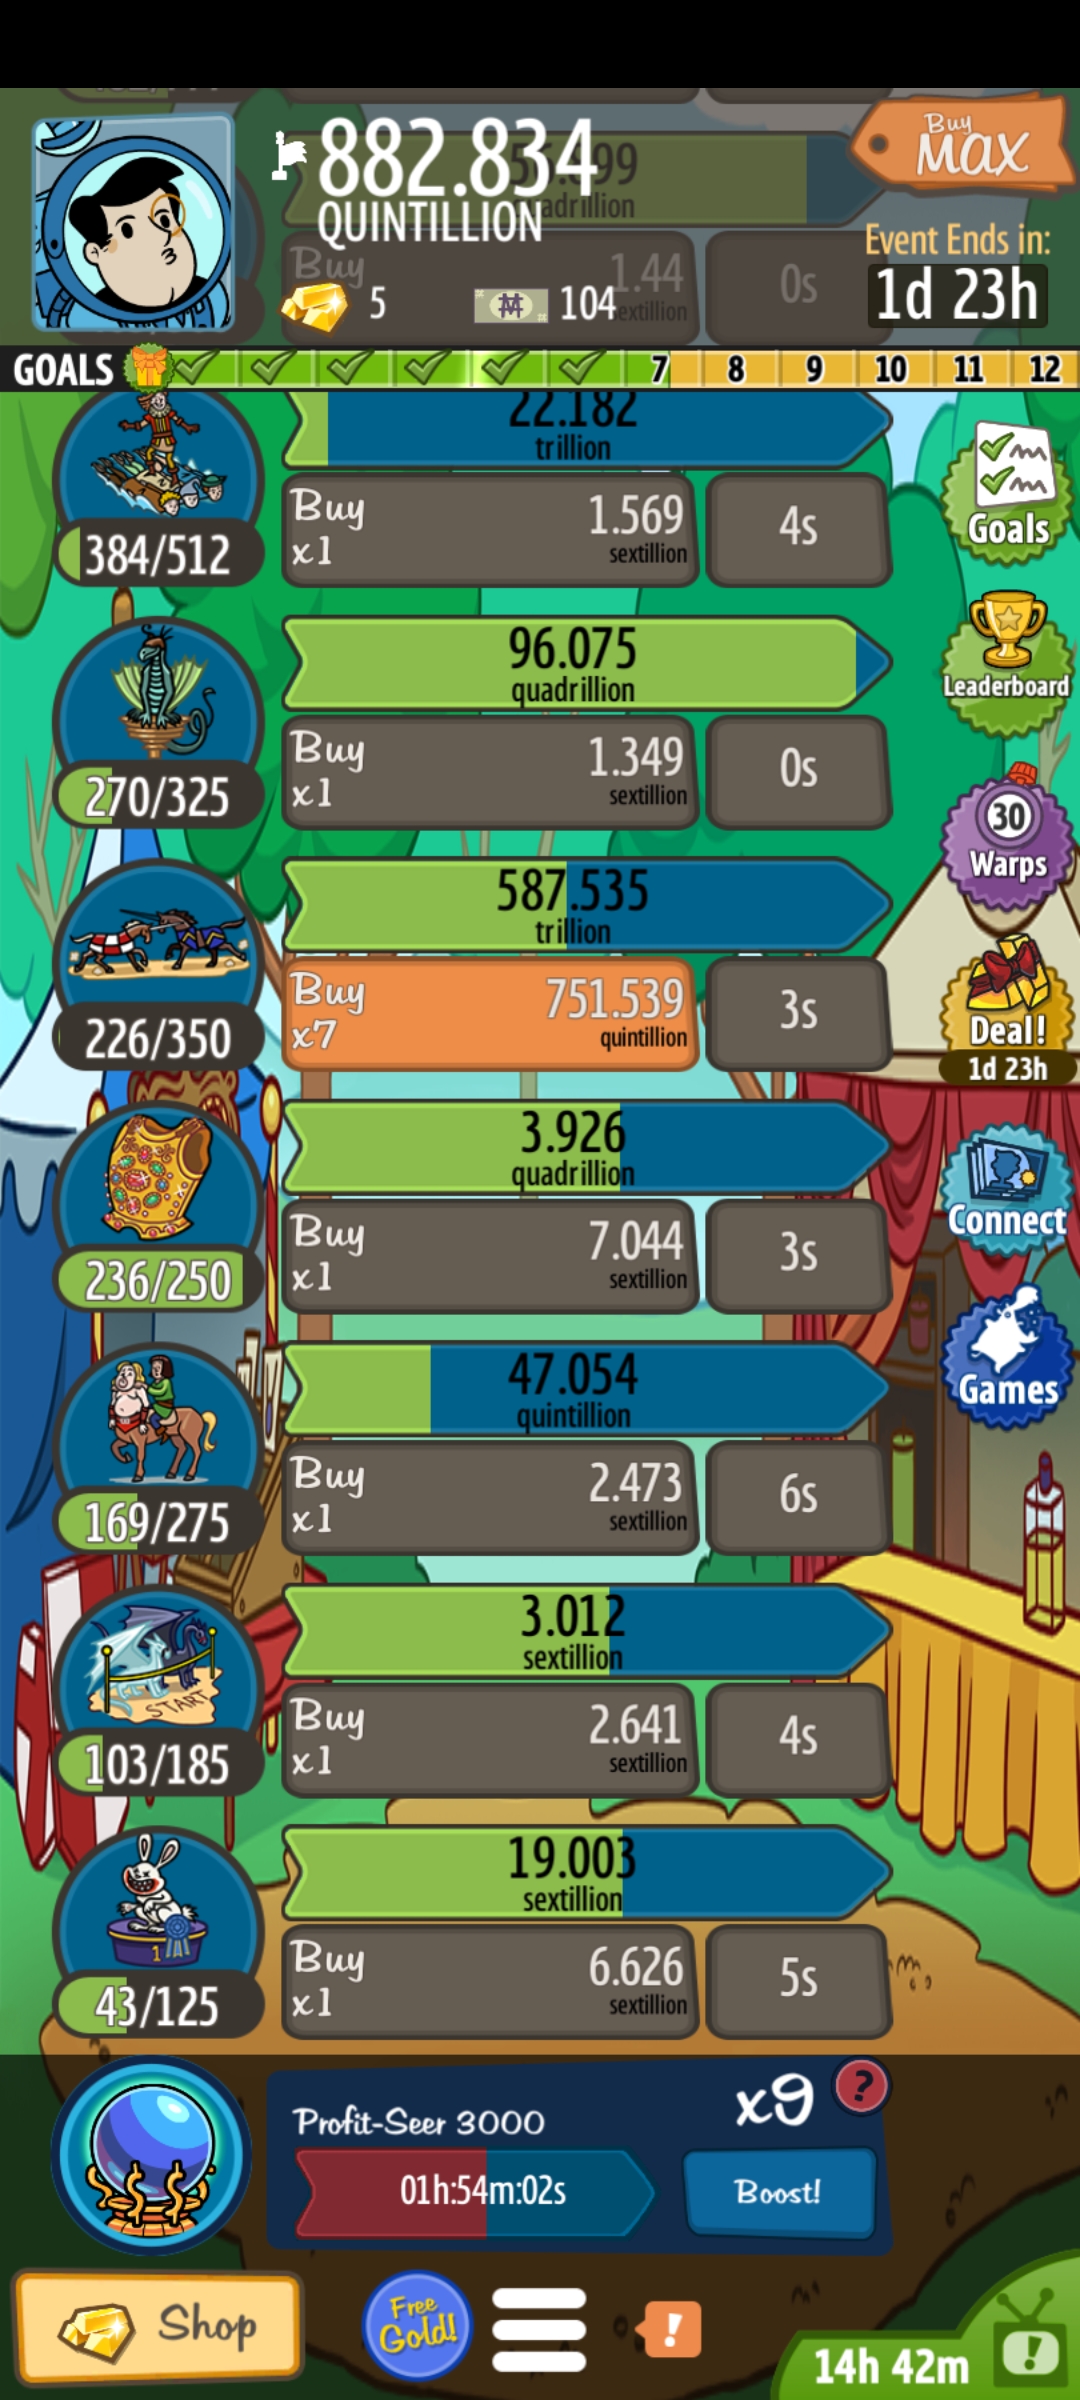 882.834
QUINTILLION
Buy
MAX
Event Ends in:
1d 23h
Buy
1.44
sextillion
0s
5
104
GOALS 7 8 9 10 11 12
22.182
trillion
Buy
x1
1.569
sextillion
4s
384/512
Goals
96.075
quadrillion
Leaderboard
Buy
x1
1.349
sextillion
0s
270/325
30
Warps
587.535
trillion
Buy
x7
751.539
quintillion
3s
226/350
Deal!
1d 23h
3.926
quadrillion
Buy
x1
7.044
sextillion
3s
236/250
Connect
47.054
quintillion
Games
Buy
x1
2.473
sextillion
6s
169/275
3.012
sextillion
START
Buy
x1
2.641
sextillion
4s
103/185
19.003
sextillion
1
Buy
x1
6.626
sextillion
5s
43/125
Profit-Seer 3000
x9
?
01h:54m:02s
Boost!
Shop
Free
Gold!
!
14h 42m
!